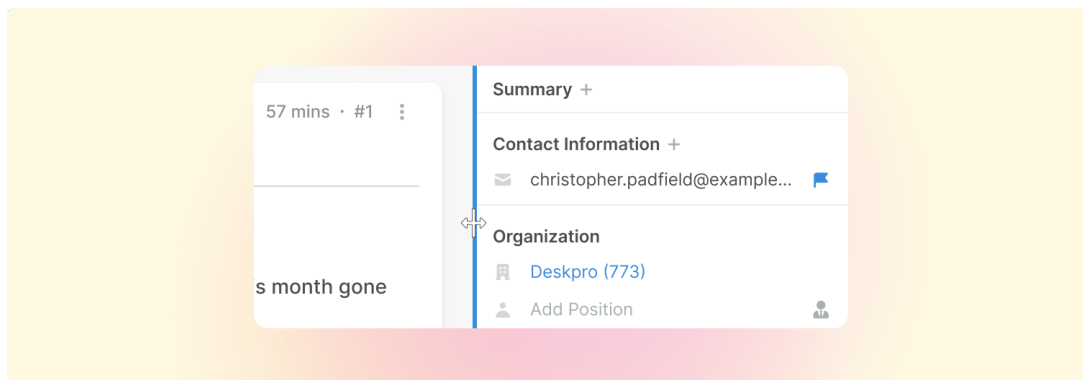 57 mins · #1
s month gone
Summary +
Contact Information +
christopher.padfield@example...
Organization
Deskpro (773)
Add Position